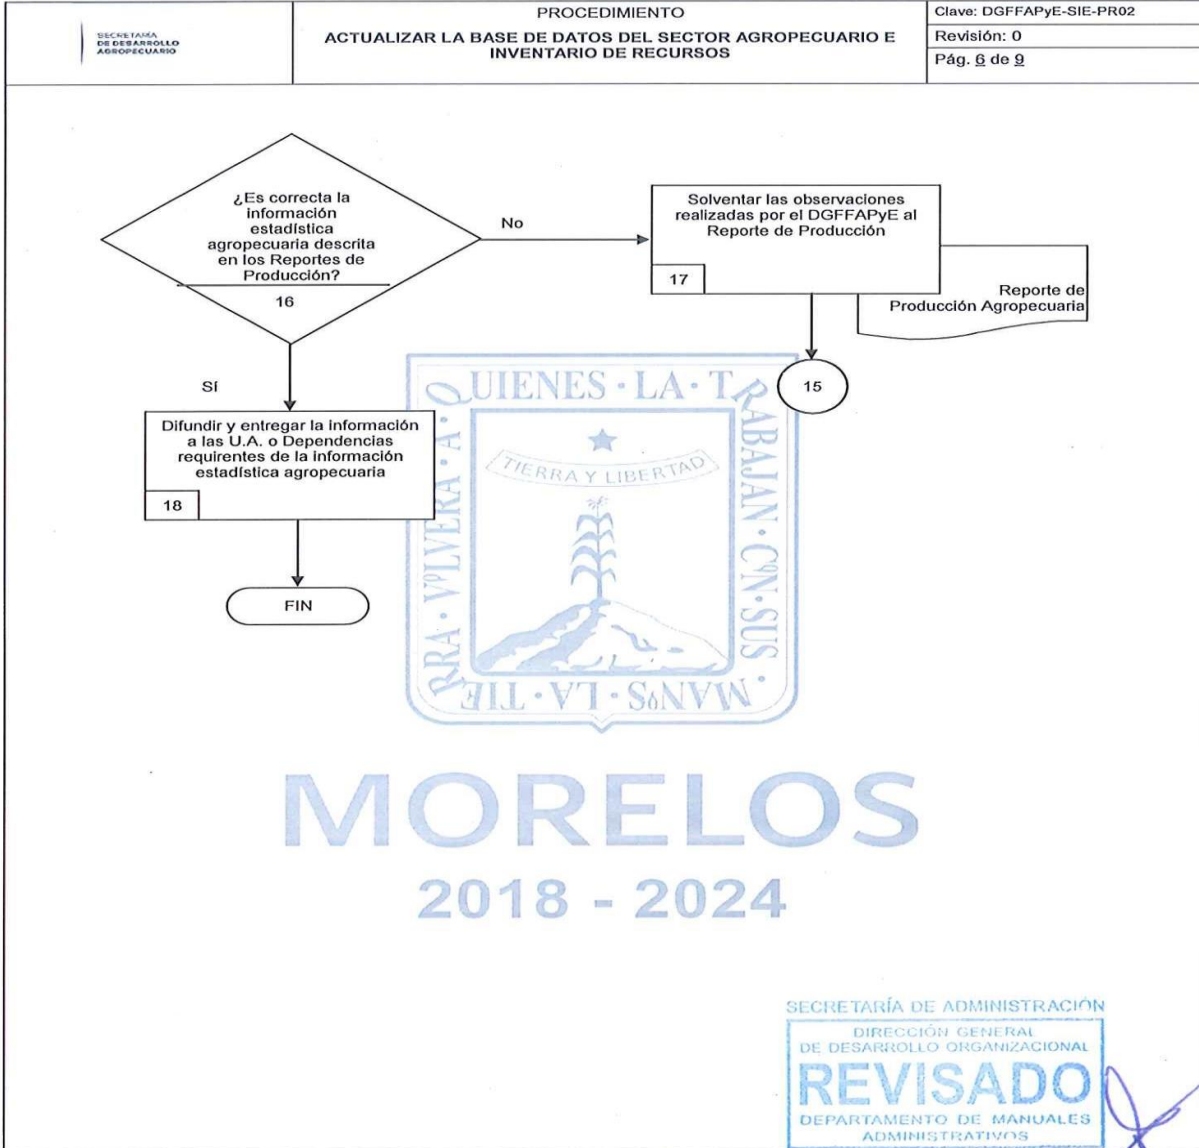 SECRETARÍA
DE DESARROLLO
AGROPECUARIO
PROCEDIMIENTO
ACTUALIZAR LA BASE DE DATOS DEL SECTOR AGROPECUARIO E
INVENTARIO DE RECURSOS
Clave: DGFFAPyE-SIE-PR02
Revisión: 0
Pág. 6 de 9
¿Es correcta la
información
estadística
agropecuaria descrita
en los Reportes de
Producción?
16
No
Solventar las observaciones
realizadas por el DGFFAPyE al
Reporte de Producción
17
Reporte de
Producción Agropecuaria
15
SÍ
Difundir y entregar la información
a las U.A. o Dependencias
requirentes de la información
estadística agropecuaria
18
FIN
TIERRA Y LIBERTAD
LA · TIERRA · VºLVERA · A · QUIENES · LA · TRABAJAN · CºN · SUS · MANºS ·
MORELOS
2018 - 2024
SECRETARÍA DE ADMINISTRACIÓN
DIRECCIÓN GENERAL
DE DESARROLLO ORGANIZACIONAL
REVISADO
DEPARTAMENTO DE MANUALES
ADMINISTRATIVOS